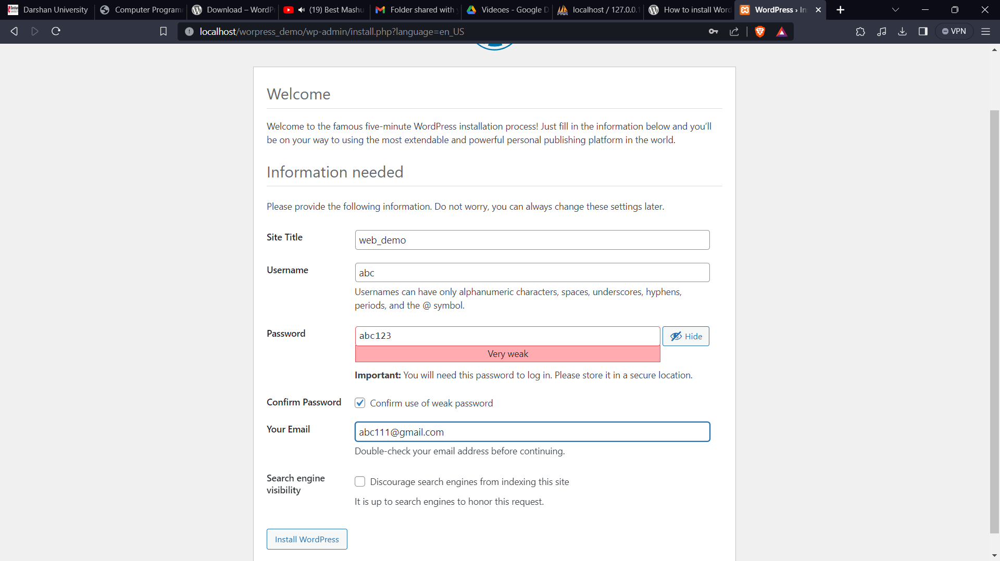 Darshan University
Computer Program
Download – WordPr
(19) Best Mashu
Folder shared with y
Videoes - Google D
localhost / 127.0.0.1
How to install Word
WordPress › In
localhost/worpress_demo/wp-admin/install.php?language=en_US
VPN
Welcome
Welcome to the famous five-minute WordPress installation process! Just fill in the information below and you’ll
be on your way to using the most extendable and powerful personal publishing platform in the world.
Information needed
Please provide the following information. Do not worry, you can always change these settings later.
Site Title
web_demo
Username
abc
Usernames can have only alphanumeric characters, spaces, underscores, hyphens,
periods, and the @ symbol.
Password
abc123
Hide
Very weak
Important: You will need this password to log in. Please store it in a secure location.
Confirm Password
Confirm use of weak password
Your Email
abc111@gmail.com
Double-check your email address before continuing.
Search engine
visibility
Discourage search engines from indexing this site
It is up to search engines to honor this request.
Install WordPress